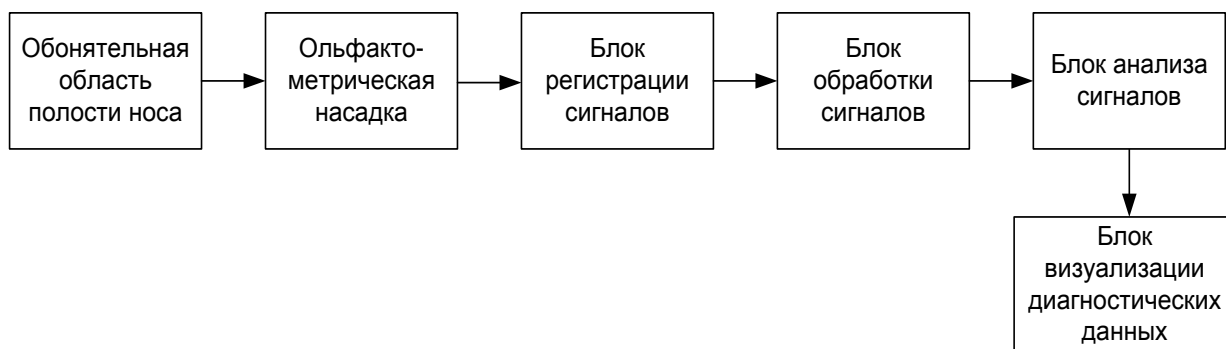 Обонятельная
область
полости носа
Ольфакто-
метрическая
насадка
Блок
регистрации
сигналов
Блок
обработки
сигналов
Блок анализа
сигналов
Блок
визуализации
диагностических
данных